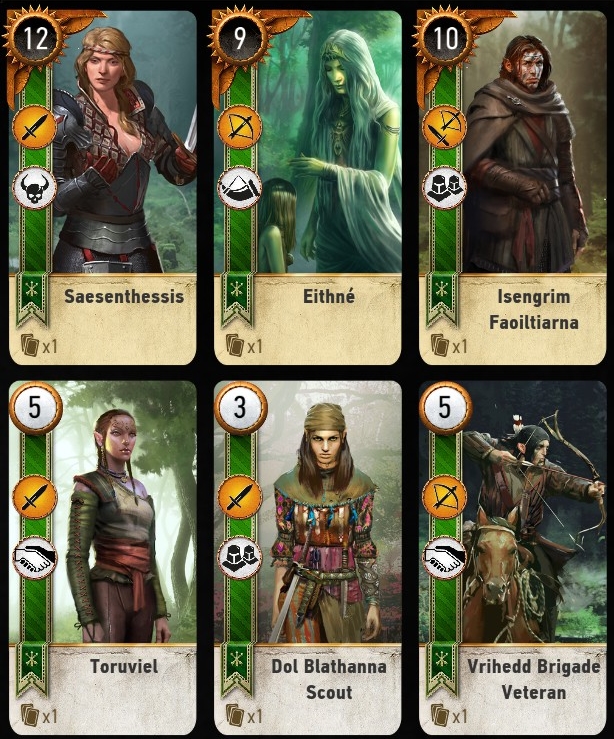 12
9
10
Saesenthessis
Eithné
Isengrim
Faoiltiarna
x1
x1
x1
5
3
5
Toruviel
Dol Blathanna
Scout
Vrihedd Brigade
Veteran
x1
x1
x1